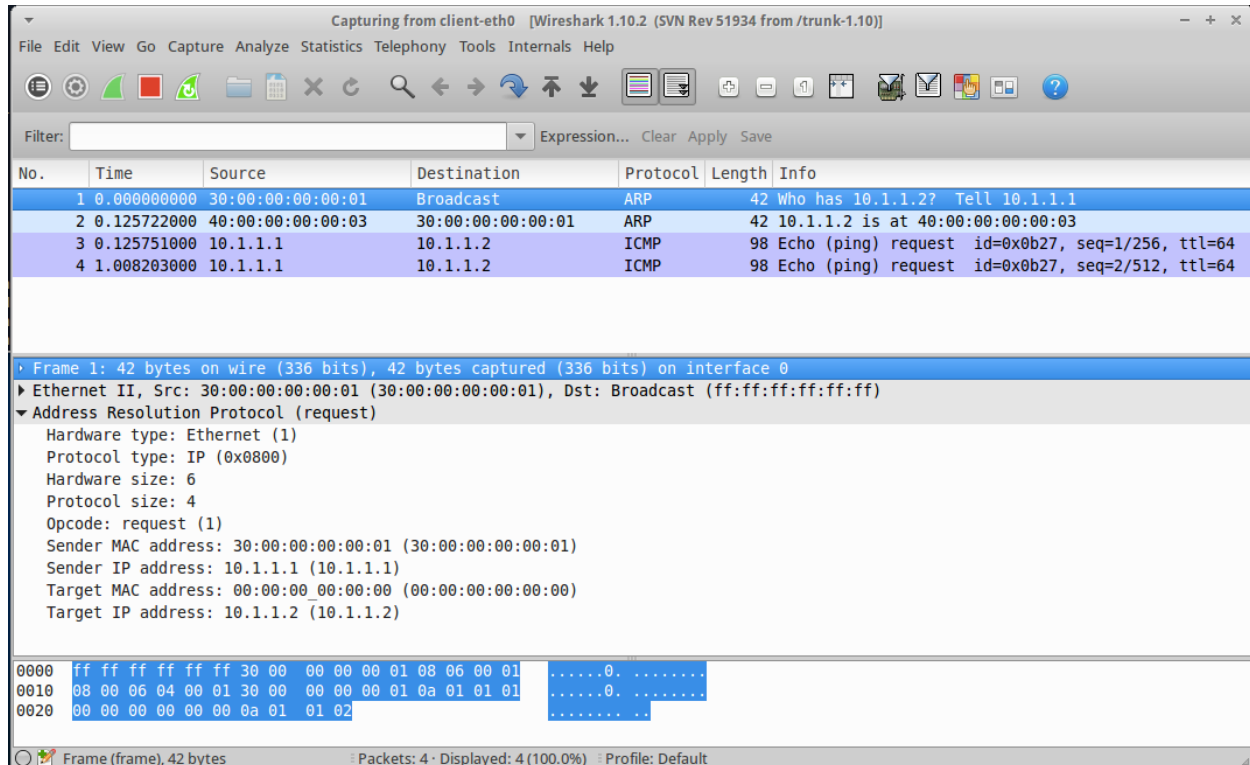 Capturing from client-eth0 [Wireshark 1.10.2 (SVN Rev 51934 from /trunk-1.10)]
File Edit View Go Capture Analyze Statistics Telephony Tools Internals Help
Filter: Expression... Clear Apply Save
No. Time Source Destination Protocol Length Info
1 0.000000000 30:00:00:00:00:01 Broadcast ARP 42 Who has 10.1.1.2? Tell 10.1.1.1
2 0.125722000 40:00:00:00:00:03 30:00:00:00:00:01 ARP 42 10.1.1.2 is at 40:00:00:00:00:03
3 0.125751000 10.1.1.1 10.1.1.2 ICMP 98 Echo (ping) request id=0x0b27, seq=1/256, ttl=64
4 1.008203000 10.1.1.1 10.1.1.2 ICMP 98 Echo (ping) request id=0x0b27, seq=2/512, ttl=64
Frame 1: 42 bytes on wire (336 bits), 42 bytes captured (336 bits) on interface 0
Ethernet II, Src: 30:00:00:00:00:01 (30:00:00:00:00:01), Dst: Broadcast (ff:ff:ff:ff:ff:ff)
Address Resolution Protocol (request)
Hardware type: Ethernet (1)
Protocol type: IP (0x0800)
Hardware size: 6
Protocol size: 4
Opcode: request (1)
Sender MAC address: 30:00:00:00:00:01 (30:00:00:00:00:01)
Sender IP address: 10.1.1.1 (10.1.1.1)
Target MAC address: 00:00:00_00:00:00 (00:00:00:00:00:00)
Target IP address: 10.1.1.2 (10.1.1.2)
0000 ff ff ff ff ff ff 30 00 00 00 00 01 08 06 00 01 ......0. ........
0010 08 00 06 04 00 01 30 00 00 00 00 01 0a 01 01 01 ......0. ........
0020 00 00 00 00 00 00 0a 01 01 02 ........ ..
Frame (frame), 42 bytes Packets: 4 · Displayed: 4 (100.0%) Profile: Default